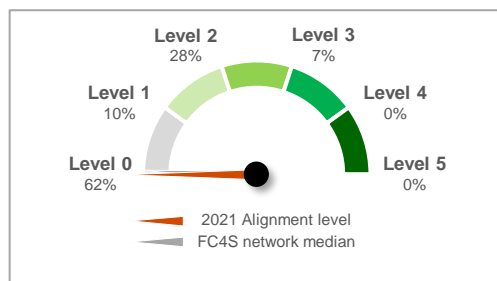 Level 2
28%
Level 3
7%
Level 1
10%
Level 4
0%
Level 0
62%
Level 5
0%
2021 Alignment level
FC4S network median